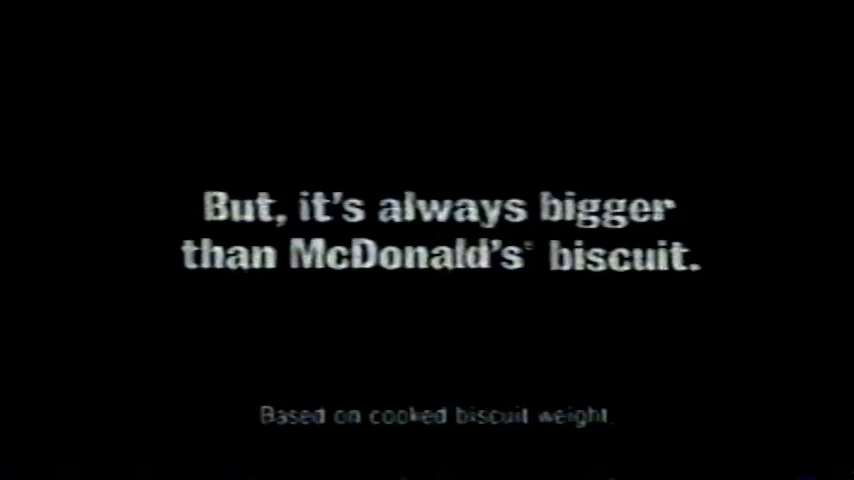 But, it's always bigger
than McDonald's® biscuit.
Based on cooked biscuit weight.